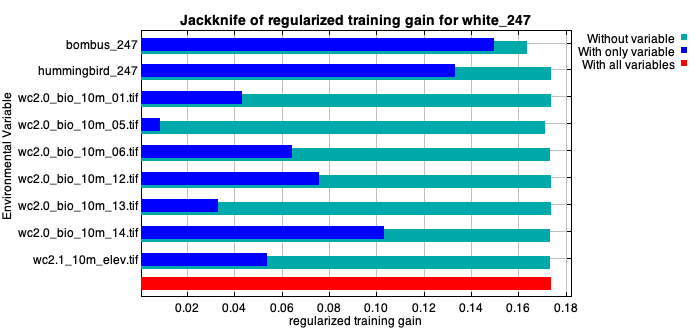 Jackknife of regularized training gain for white_247
Without variable
With only variable
With all variables
Environmental Variable
bombus_247
hummingbird_247
wc2.0_bio_10m_01.tif
wc2.0_bio_10m_05.tif
wc2.0_bio_10m_06.tif
wc2.0_bio_10m_12.tif
wc2.0_bio_10m_13.tif
wc2.0_bio_10m_14.tif
wc2.1_10m_elev.tif
0.02 0.04 0.06 0.08 0.10 0.12 0.14 0.16 0.18
regularized training gain